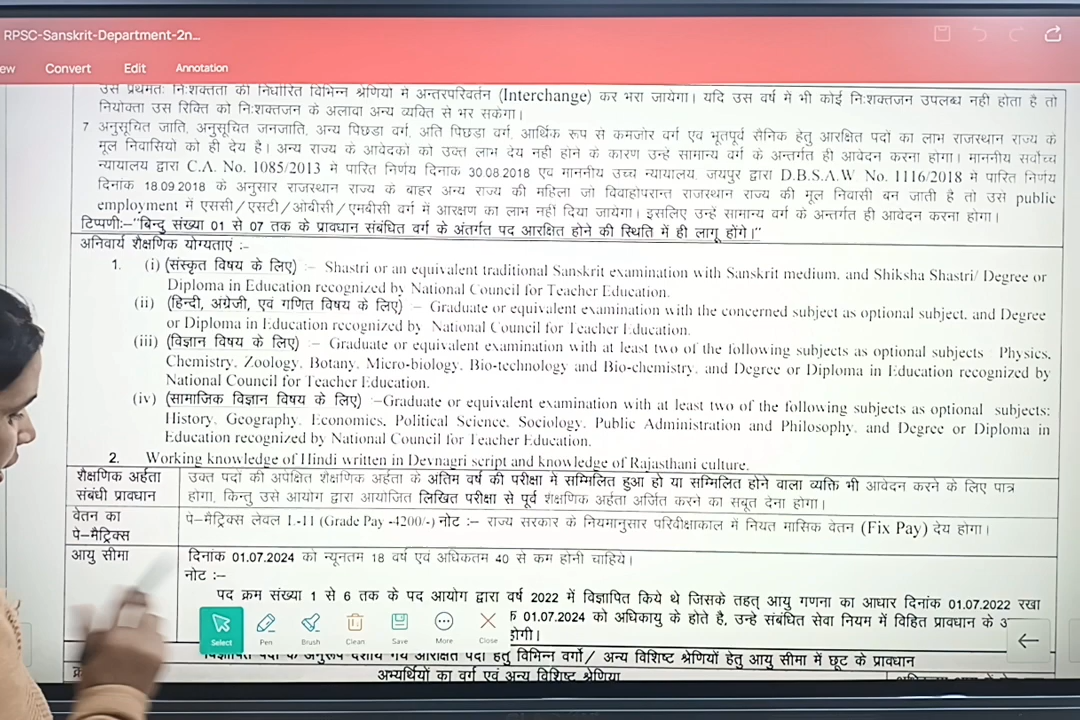 RPSC-Sanskrit-Department-2n...
ew Convert Edit Annotation
उसे प्रथमतः निःशक्तता की निर्धारित विभिन्न श्रेणियों में अन्तरपरिवर्तन (Interchange) कर भरा जायेगा। यदि उस वर्ष में भी कोई निःशक्तजन उपलब्ध नही होता है तो
नियोक्ता उस रिक्ति को निःशक्तजन के अलावा अन्य व्यक्ति से भर सकेगा।
7 अनुसूचित जाति, अनुसूचित जनजाति, अन्य पिछडा वर्ग, अति पिछडा वर्ग, आर्थिक रूप से कमजोर वर्ग एवं भूतपूर्व सैनिक हेतु आरक्षित पदों का लाभ राजस्थान राज्य के
मूल निवासियों को ही देय है। अन्य राज्य के आवेदको को उक्त लाभ देय नही होने के कारण उन्हे सामान्य वर्ग के अन्तर्गत ही आवेदन करना होगा। माननीय सर्वोच्च
न्यायालय द्वारा C.A. No. 1085/2013 मे पारित निर्णय दिनांक 30.08.2018 एवं माननीय उच्च न्यायालय, जयपुर द्वारा D.B.S.A.W No. 1116/2018 में पारित निर्णय
दिनांक 18.09.2018 के अनुसार राजस्थान राज्य के बाहर अन्य राज्य की महिला जो विवाहोपरान्त राजस्थान राज्य की मूल निवासी बन जाती है तो उसे public
employment में एससी/एसटी/ओबीसी/एमबीसी वर्ग में आरक्षण का लाभ नहीं दिया जायेगा। इसलिए उन्हें सामान्य वर्ग के अन्तर्गत ही आवेदन करना होगा।
टिप्पणी:–"बिन्दु संख्या 01 से 07 तक के प्रावधान संबंधित वर्ग के अंतर्गत पद आरक्षित होने की स्थिति में ही लागू होंगे।"
अनिवार्य शैक्षणिक योग्यताएं :–
1. (i) (संस्कृत विषय के लिए) :– Shastri or an equivalent traditional Sanskrit examination with Sanskrit medium, and Shiksha Shastri/ Degree or
Diploma in Education recognized by National Council for Teacher Education.
(ii) (हिन्दी, अंग्रेजी, एवं गणित विषय के लिए) – Graduate or equivalent examination with the concerned subject as optional subject, and Degree
or Diploma in Education recognized by National Council for Teacher Education.
(iii) (विज्ञान विषय के लिए) :– Graduate or equivalent examination with at least two of the following subjects as optional subjects : Physics,
Chemistry, Zoology, Botany, Micro-biology, Bio-technology and Bio-chemistry, and Degree or Diploma in Education recognized by
National Council for Teacher Education.
(iv) (सामाजिक विज्ञान विषय के लिए) :–Graduate or equivalent examination with at least two of the following subjects as optional subjects:
History, Geography, Economics, Political Science, Sociology, Public Administration and Philosophy, and Degree or Diploma in
Education recognized by National Council for Teacher Education.
2. Working knowledge of Hindi written in Devnagri script and knowledge of Rajasthani culture.
शैक्षणिक अर्हता उक्त पदों की अपेक्षित शैक्षणिक अर्हता के अंतिम वर्ष की परीक्षा मे सम्मिलित हुआ हो या सम्मिलित होने वाला व्यक्ति भी आवेदन करने के लिए पात्र
संबंधी प्रावधान होगा, किन्तु उसे आयोग द्वारा आयोजित लिखित परीक्षा से पूर्व शैक्षणिक अर्हता अर्जित करने का सबूत देना होगा।
वेतन का
पे–मैट्रिक्स पे–मैट्रिक्स लेवल L-11 (Grade Pay -4200/-) नोट :– राज्य सरकार के नियमानुसार परिवीक्षाकाल में नियत मासिक वेतन (Fix Pay) देय होगा।
आयु सीमा दिनांक 01.07.2024 को न्यूनतम 18 वर्ष एवं अधिकतम 40 से कम होनी चाहिये।
नोट :–
पद क्रम संख्या 1 से 6 तक के पद आयोग द्वारा वर्ष 2022 में विज्ञापित किये थे जिसके तहत् आयु गणना का आधार दिनांक 01.07.2022 रखा
01.07.2024 को अधिकायु के होते है, उन्हे संबंधित सेवा नियम में विहित प्रावधान के अ
होगी।
Select Pen Brush Clean Save More Close
विज्ञापित पदों के अनुरूप दर्शाये गये आरक्षित पदों हेतु विभिन्न वर्गो/ अन्य विशिष्ट श्रेणियों हेतु आयु सीमा में छूट के प्रावधान
अभ्यर्थियों का वर्ग एवं अन्य विशिष्ट श्रेणियां